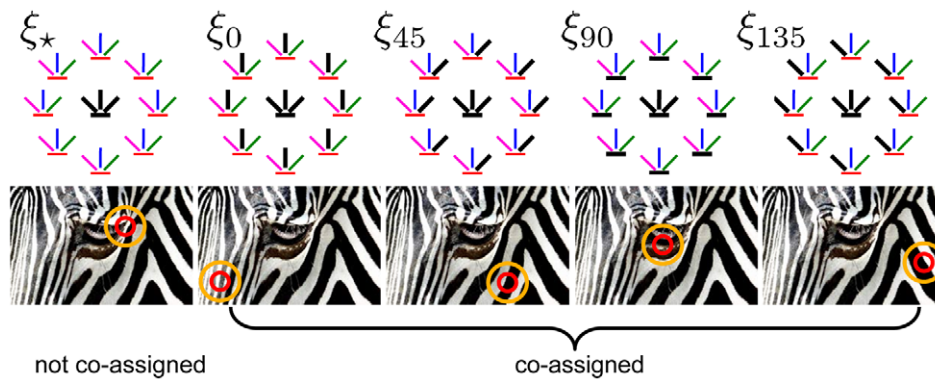 ξ⋆ ξ0 ξ45 ξ90 ξ135
not co-assigned co-assigned